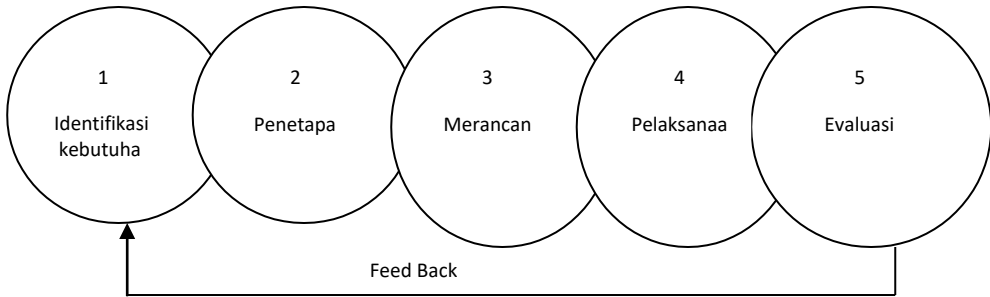 1
Identifikasi
kebutuha
2
Penetapa
3
Merancan
4
Pelaksanaa
5
Evaluasi
Feed Back